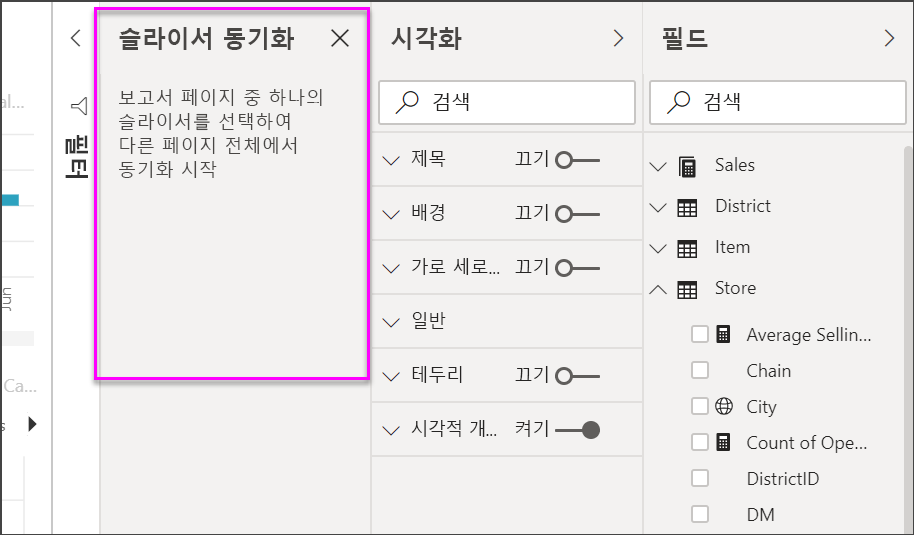 al...
Jun
Ca...
s
필터
슬라이서 동기화
보고서 페이지 중 하나의
슬라이서를 선택하여
다른 페이지 전체에서
동기화 시작
시각화
검색
제목 끄기
배경 끄기
가로 세로... 끄기
일반
테두리 끄기
시각적 개... 켜기
필드
검색
Sales
District
Item
Store
Average Sellin...
Chain
City
Count of Ope...
DistrictID
DM